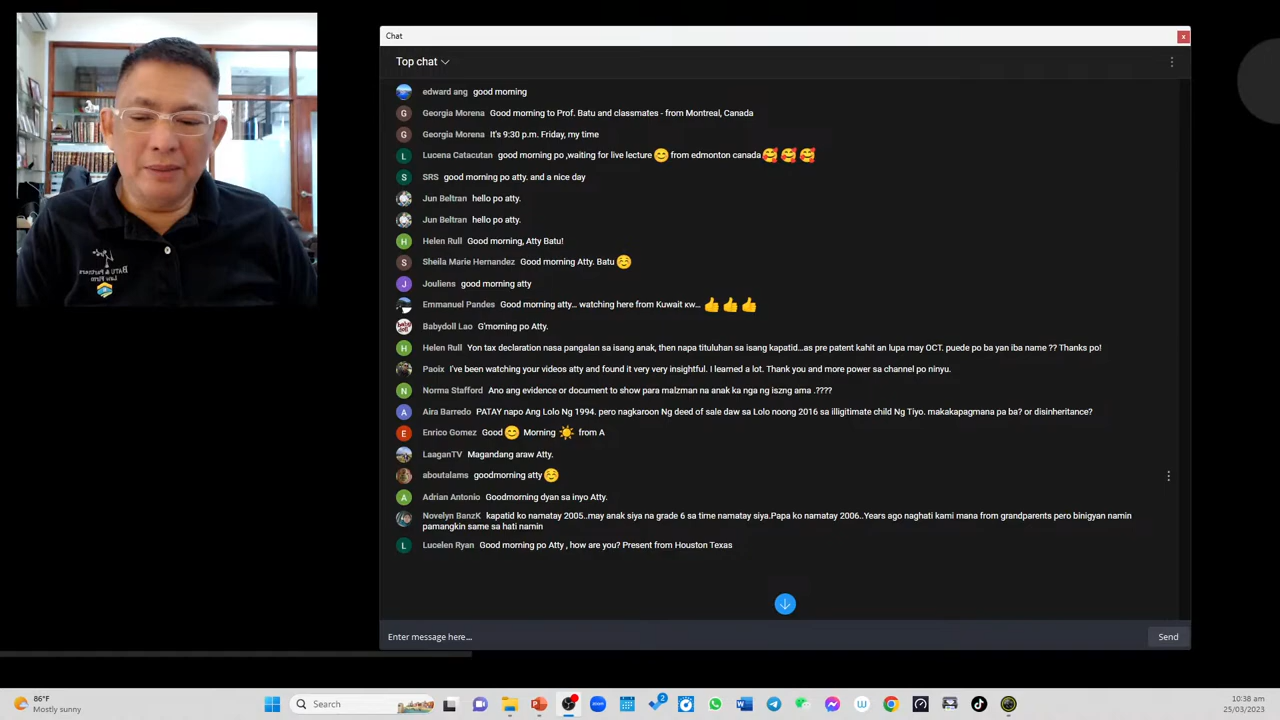 Chat
Top chat
edward ang good morning
Georgia Morena Good morning to Prof. Batu and classmates - from Montreal, Canada
Georgia Morena It's 9:30 p.m. Friday, my time
Lucena Catacutan good morning po ,waiting for live lecture 😊 from edmonton canada 🥰 🥰 🥰
SRS good morning po atty. and a nice day
Jun Beltran hello po atty.
Jun Beltran hello po atty.
Helen Rull Good morning, Atty Batu!
Sheila Marie Hernandez Good morning Atty. Batu ☺️
Jouliens good morning atty
Emmanuel Pandes Good morning atty... watching here from Kuwait kw... 👍 👍 👍
Babydoll Lao G'morning po Atty.
Helen Rull Yon tax declaration nasa pangalan sa isang anak, then napa tituluhan sa isang kapatid...as pre patent kahit an lupa may OCT. puede po ba yan iba name ?? Thanks po!
Paoix I've been watching your videos atty and found it very very insightful. I learned a lot. Thank you and more power sa channel po ninyu.
Norma Stafford Ano ang evidence or document to show para malzman na anak ka nga ng iszng ama .????
Aira Barredo PATAY napo Ang Lolo Ng 1994. pero nagkaroon Ng deed of sale daw sa Lolo noong 2016 sa illigitimate child Ng Tiyo. makakapagmana pa ba? or disinheritance?
Enrico Gomez Good 😊 Morning ☀️ from A
LaaganTV Magandang araw Atty.
aboutalams goodmorning atty ☺️
Adrian Antonio Goodmorning dyan sa inyo Atty.
Novelyn BanzK kapatid ko namatay 2005..may anak siya na grade 6 sa time namatay siya.Papa ko namatay 2006..Years ago naghati kami mana from grandparents pero binigyan namin
pamangkin same sa hati namin
Lucelen Ryan Good morning po Atty , how are you? Present from Houston Texas
Enter message here...
Send
BATU & Partners
Law Firm
86°F
Mostly sunny
Search
2
10:38 am
25/03/2023